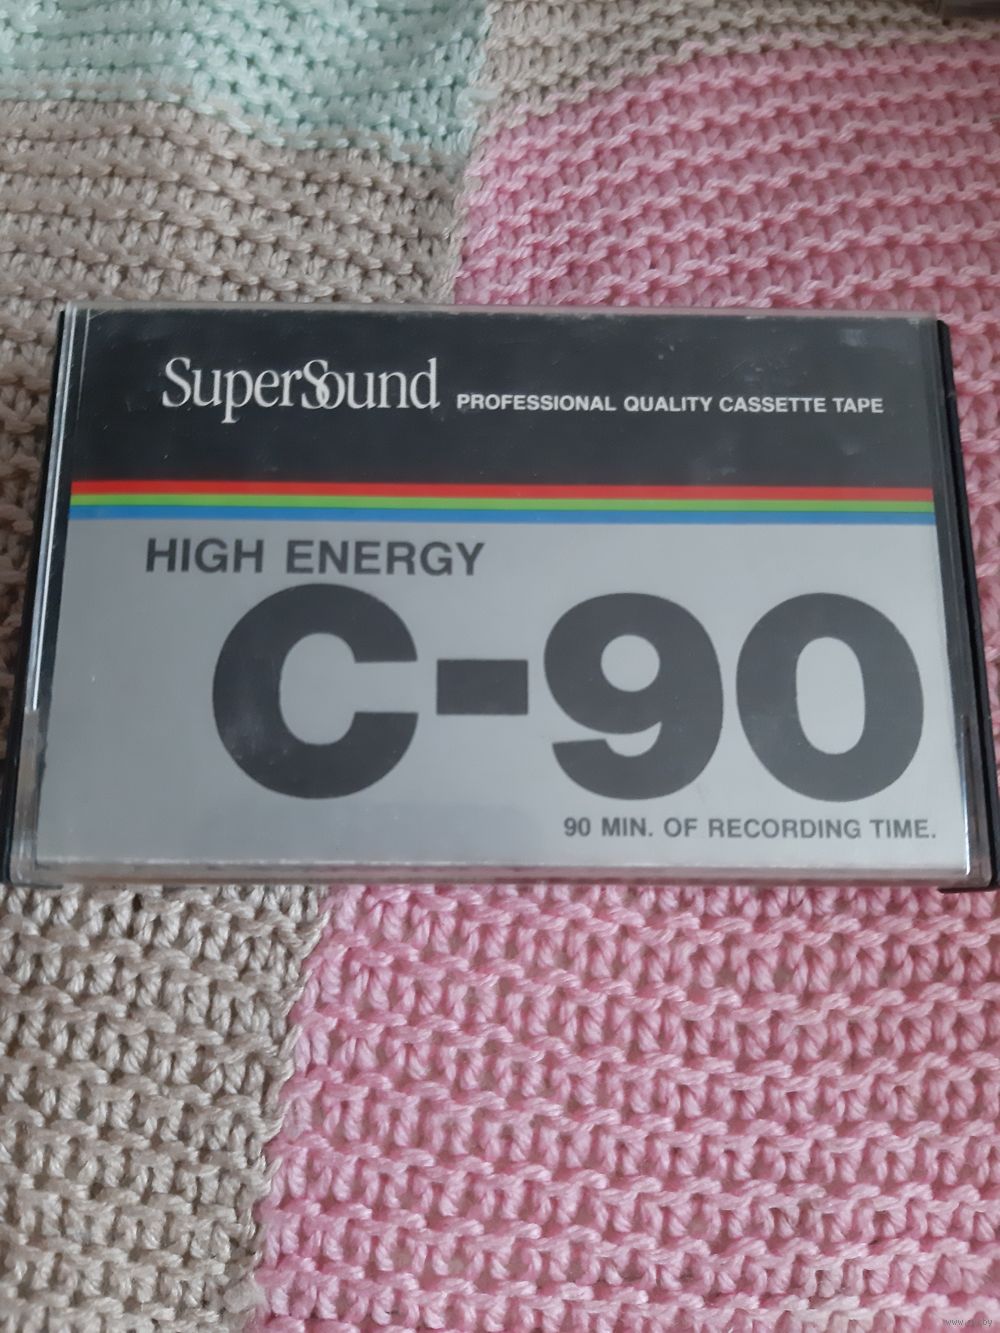 SuperSound PROFESSIONAL QUALITY CASSETTE TAPE
HIGH ENERGY
C-90
90 MIN. OF RECORDING TIME.